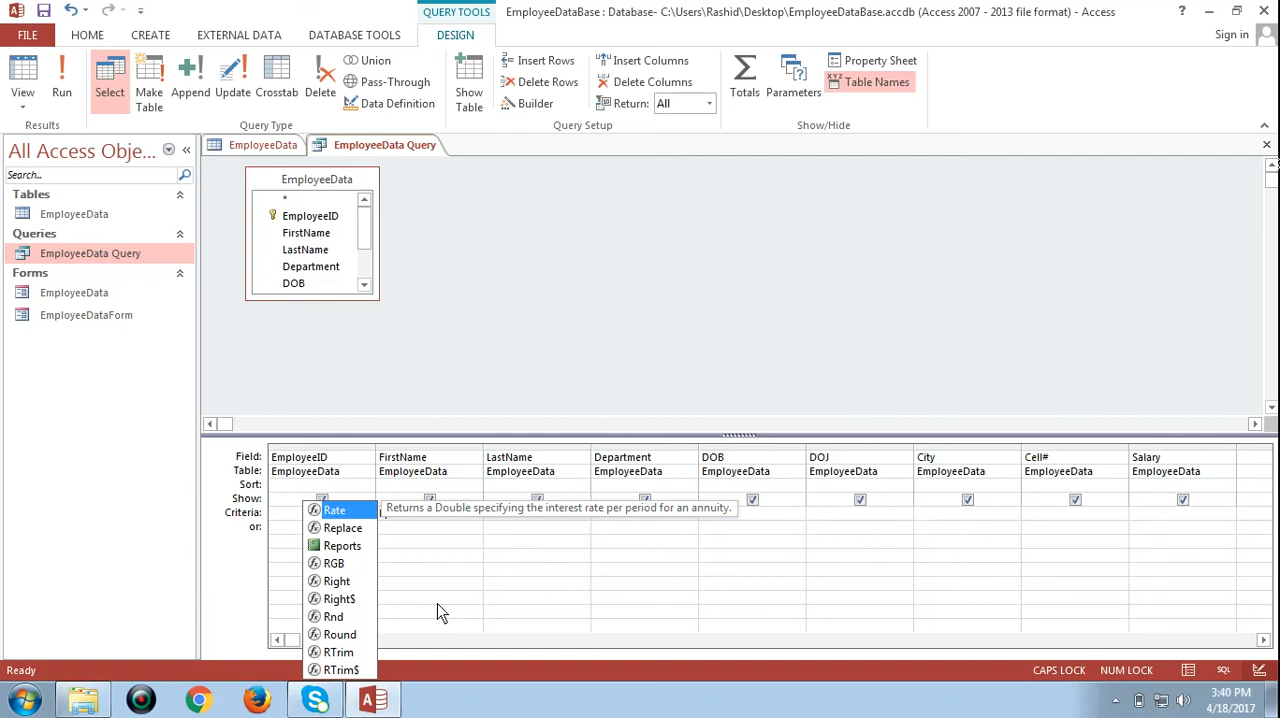 QUERY TOOLS
EmployeeDataBase : Database- C:\Users\Rashid\Desktop\EmployeeDataBase.accdb (Access 2007 - 2013 file format) - Access
?
FILE HOME CREATE EXTERNAL DATA DATABASE TOOLS DESIGN Sign in
View
Run
Select
Make Table
Append
Update
Crosstab
Delete
Union
Pass-Through
Data Definition
Show Table
Insert Rows
Delete Rows
Builder
Insert Columns
Delete Columns
Return: All
Totals
Parameters
Property Sheet
XYZ Table Names
Results Query Type Query Setup Show/Hide
All Access Obje...
Search...
Tables
EmployeeData
Queries
EmployeeData Query
Forms
EmployeeData
EmployeeDataForm
EmployeeData EmployeeData Query
EmployeeData
*
EmployeeID
FirstName
LastName
Department
DOB
Field: EmployeeID FirstName LastName Department DOB DOJ City Cell# Salary
Table: EmployeeData EmployeeData EmployeeData EmployeeData EmployeeData EmployeeData EmployeeData EmployeeData EmployeeData
Sort:
Show:
Criteria:
or:
Rate
Returns a Double specifying the interest rate per period for an annuity.
Replace
Reports
RGB
Right
Right$
Rnd
Round
RTrim
RTrim$
Ready CAPS LOCK NUM LOCK SQL
3:40 PM
4/18/2017